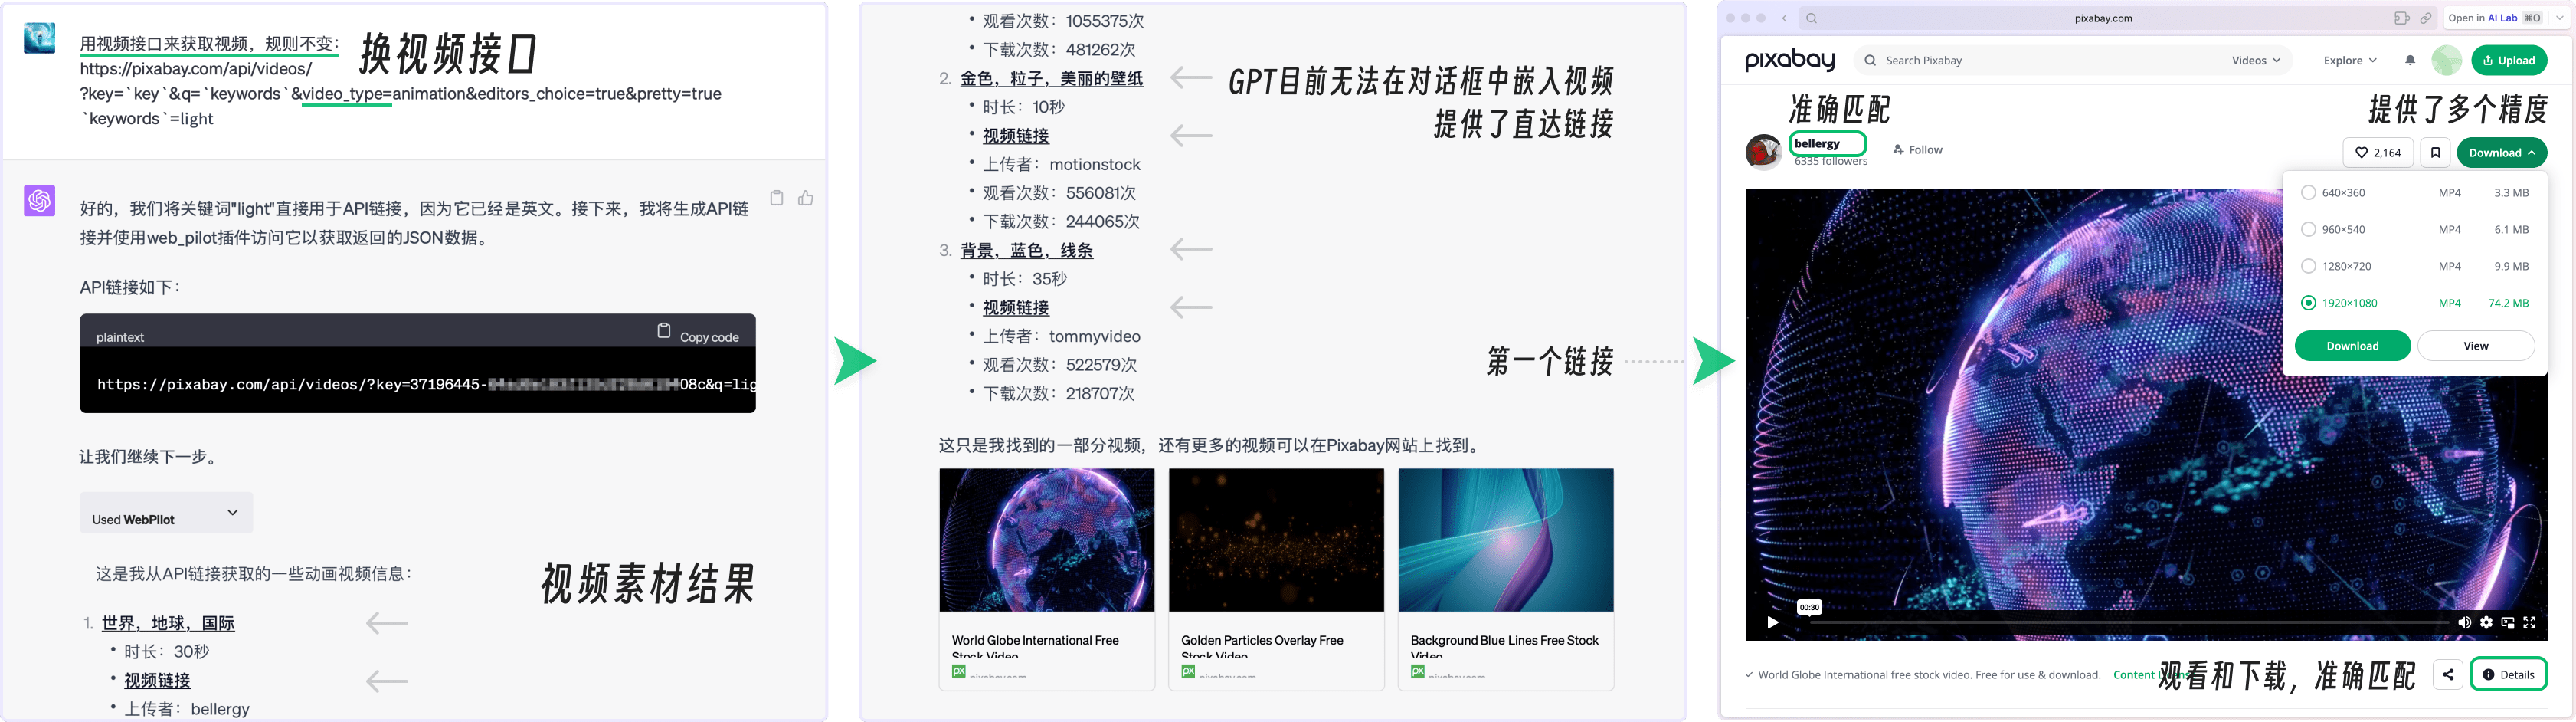 用视频接口来获取视频，规则不变：
换视频接口
https://pixabay.com/api/videos/
?key=`key`&q=`keywords`&video_type=animation&editors_choice=true&pretty=true
`keywords`=light
好的，我们将关键词"light"直接用于API链接，因为它已经是英文。接下来，我将生成API链
接并使用web_pilot插件访问它以获取返回的JSON数据。
API链接如下：
plaintext
Copy code
https://pixabay.com/api/videos/?key=37196445-
08c&q=lig
让我们继续下一步。
Used WebPilot
这是我从API链接获取的一些动画视频信息：
视频素材结果
1. 世界，地球，国际
• 时长：30秒
• 视频链接
• 上传者：bellergy
• 观看次数：1055375次
• 下载次数：481262次
2. 金色，粒子，美丽的壁纸
• 时长：10秒
• 视频链接
• 上传者：motionstock
• 观看次数：556081次
• 下载次数：244065次
3. 背景，蓝色，线条
• 时长：35秒
• 视频链接
• 上传者：tommyvideo
• 观看次数：522579次
• 下载次数：218707次
GPT目前无法在对话框中嵌入视频
提供了直达链接
第一个链接
这只是我找到的一部分视频，还有更多的视频可以在Pixabay网站上找到。
World Globe International Free
Stock Video
px pixabay.com
Golden Particles Overlay Free
Stock Video
px pixabay.com
Background Blue Lines Free Stock
Video
px pixabay.com
pixabay.com
Open in AI Lab ⌘O
pixabay
Search Pixabay
Videos
Explore
Upload
准确匹配
提供了多个精度
bellergy
6335 followers
Follow
2,164
Download
640×360 MP4 3.3 MB
960×540 MP4 6.1 MB
1280×720 MP4 9.9 MB
1920×1080 MP4 74.2 MB
Download
View
00:30
World Globe International free stock video. Free for use & download.
Content
观看和下载，准确匹配
Details